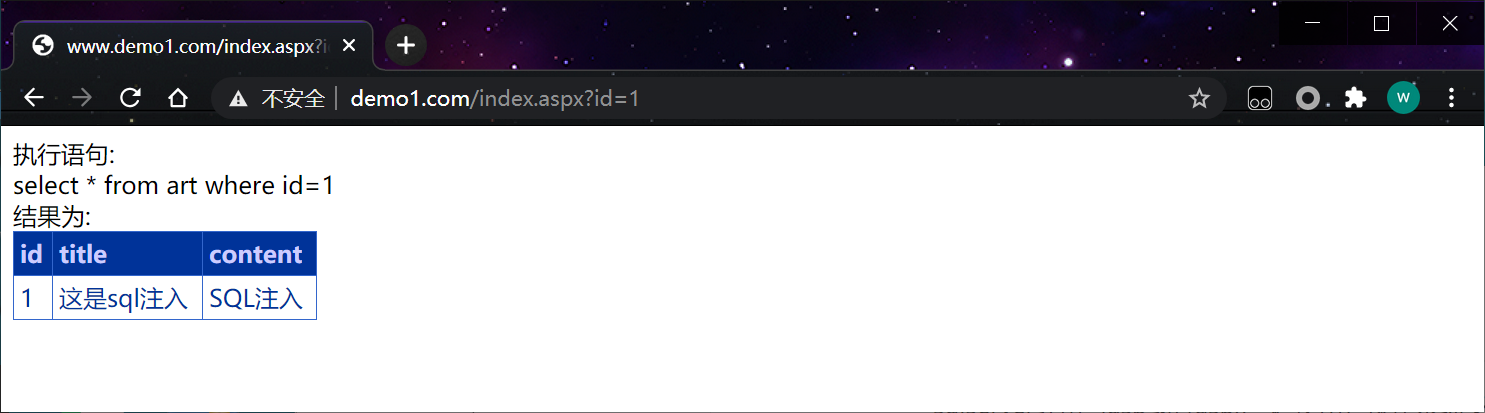 www.demo1.com/index.aspx?i
不安全 demo1.com/index.aspx?id=1
W
执行语句:
select * from art where id=1
结果为:
id title content
1 这是sql注入 SQL注入